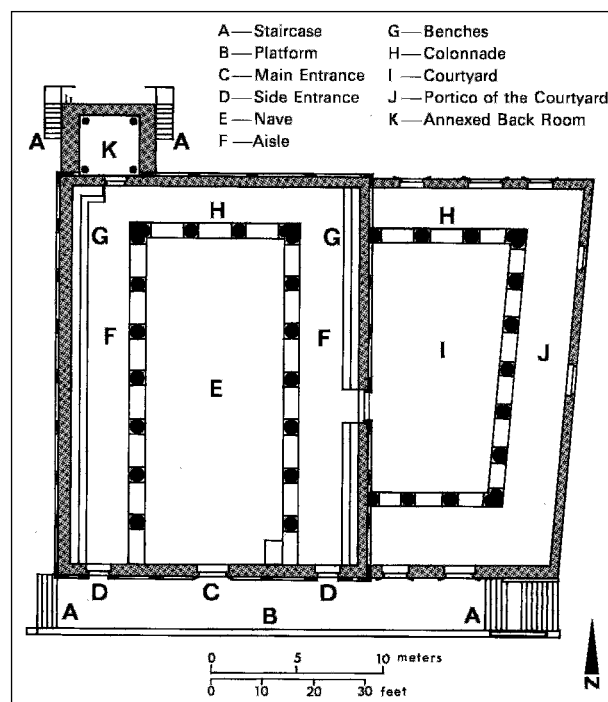 A—Staircase
B—Platform
C—Main Entrance
D—Side Entrance
E—Nave
F—Aisle
G—Benches
H—Colonnade
I—Courtyard
J—Portico of the Courtyard
K—Annexed Back Room
A K A
H H
G G
F F I J
E
D C D
A B A
0 5 10 meters
0 10 20 30 feet
N